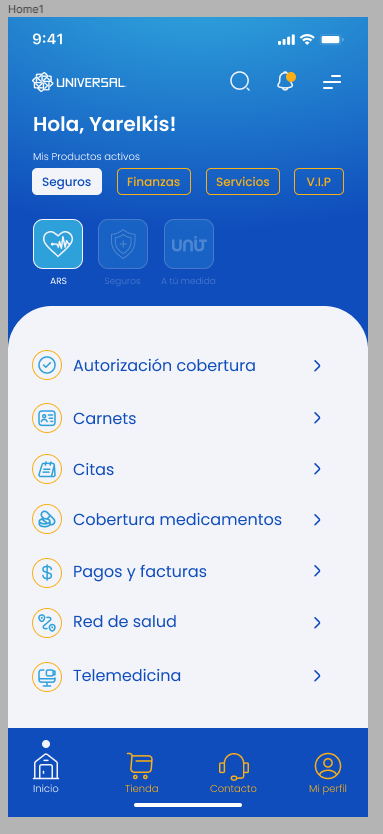 Home1
9:41
UNIVERSAL
Hola, Yarelkis!
Mis Productos activos
Seguros Finanzas Servicios V.I.P
unit
ARS Seguros A tú medida
Autorización cobertura
Carnets
Citas
Cobertura medicamentos
Pagos y facturas
Red de salud
Telemedicina
Inicio Tienda Contacto Mi perfil